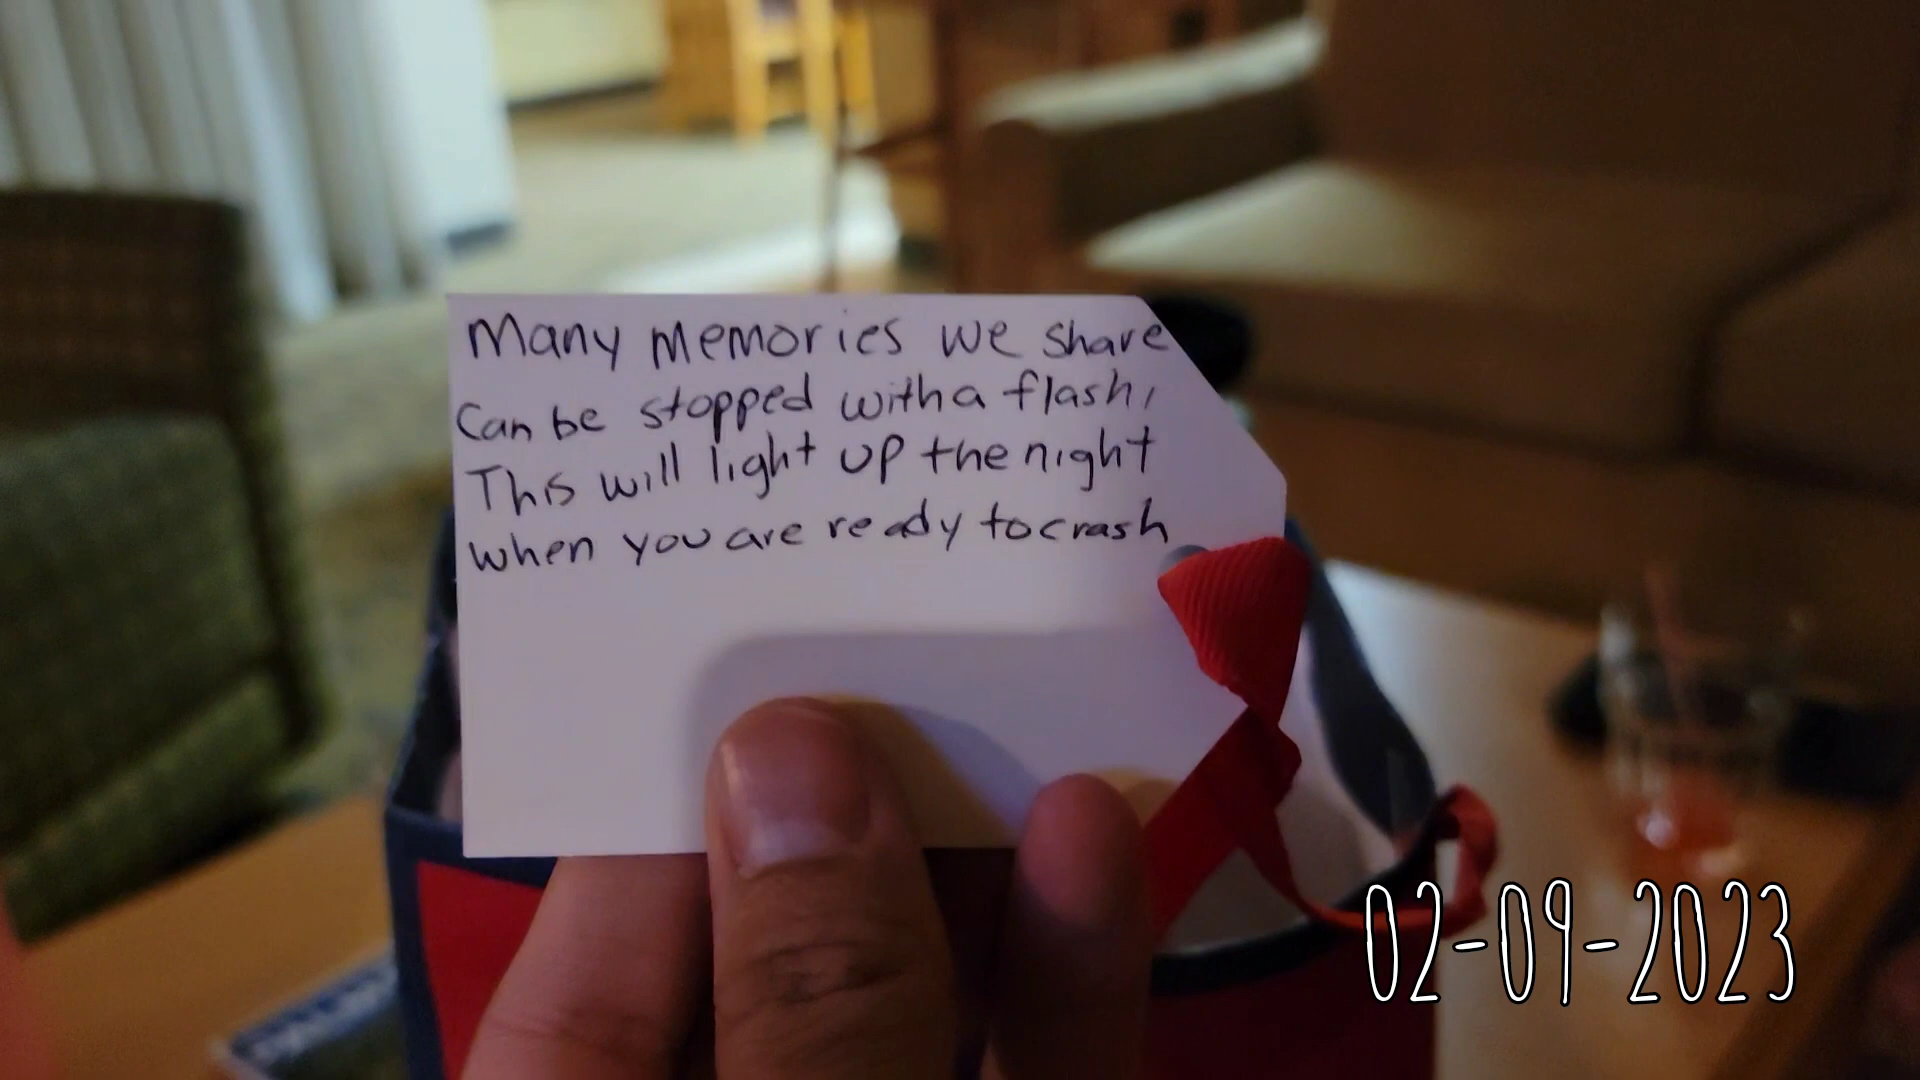 Many memories we share
Can be stopped with a flash,
This will light up the night
when you are ready to crash
02-09-2023